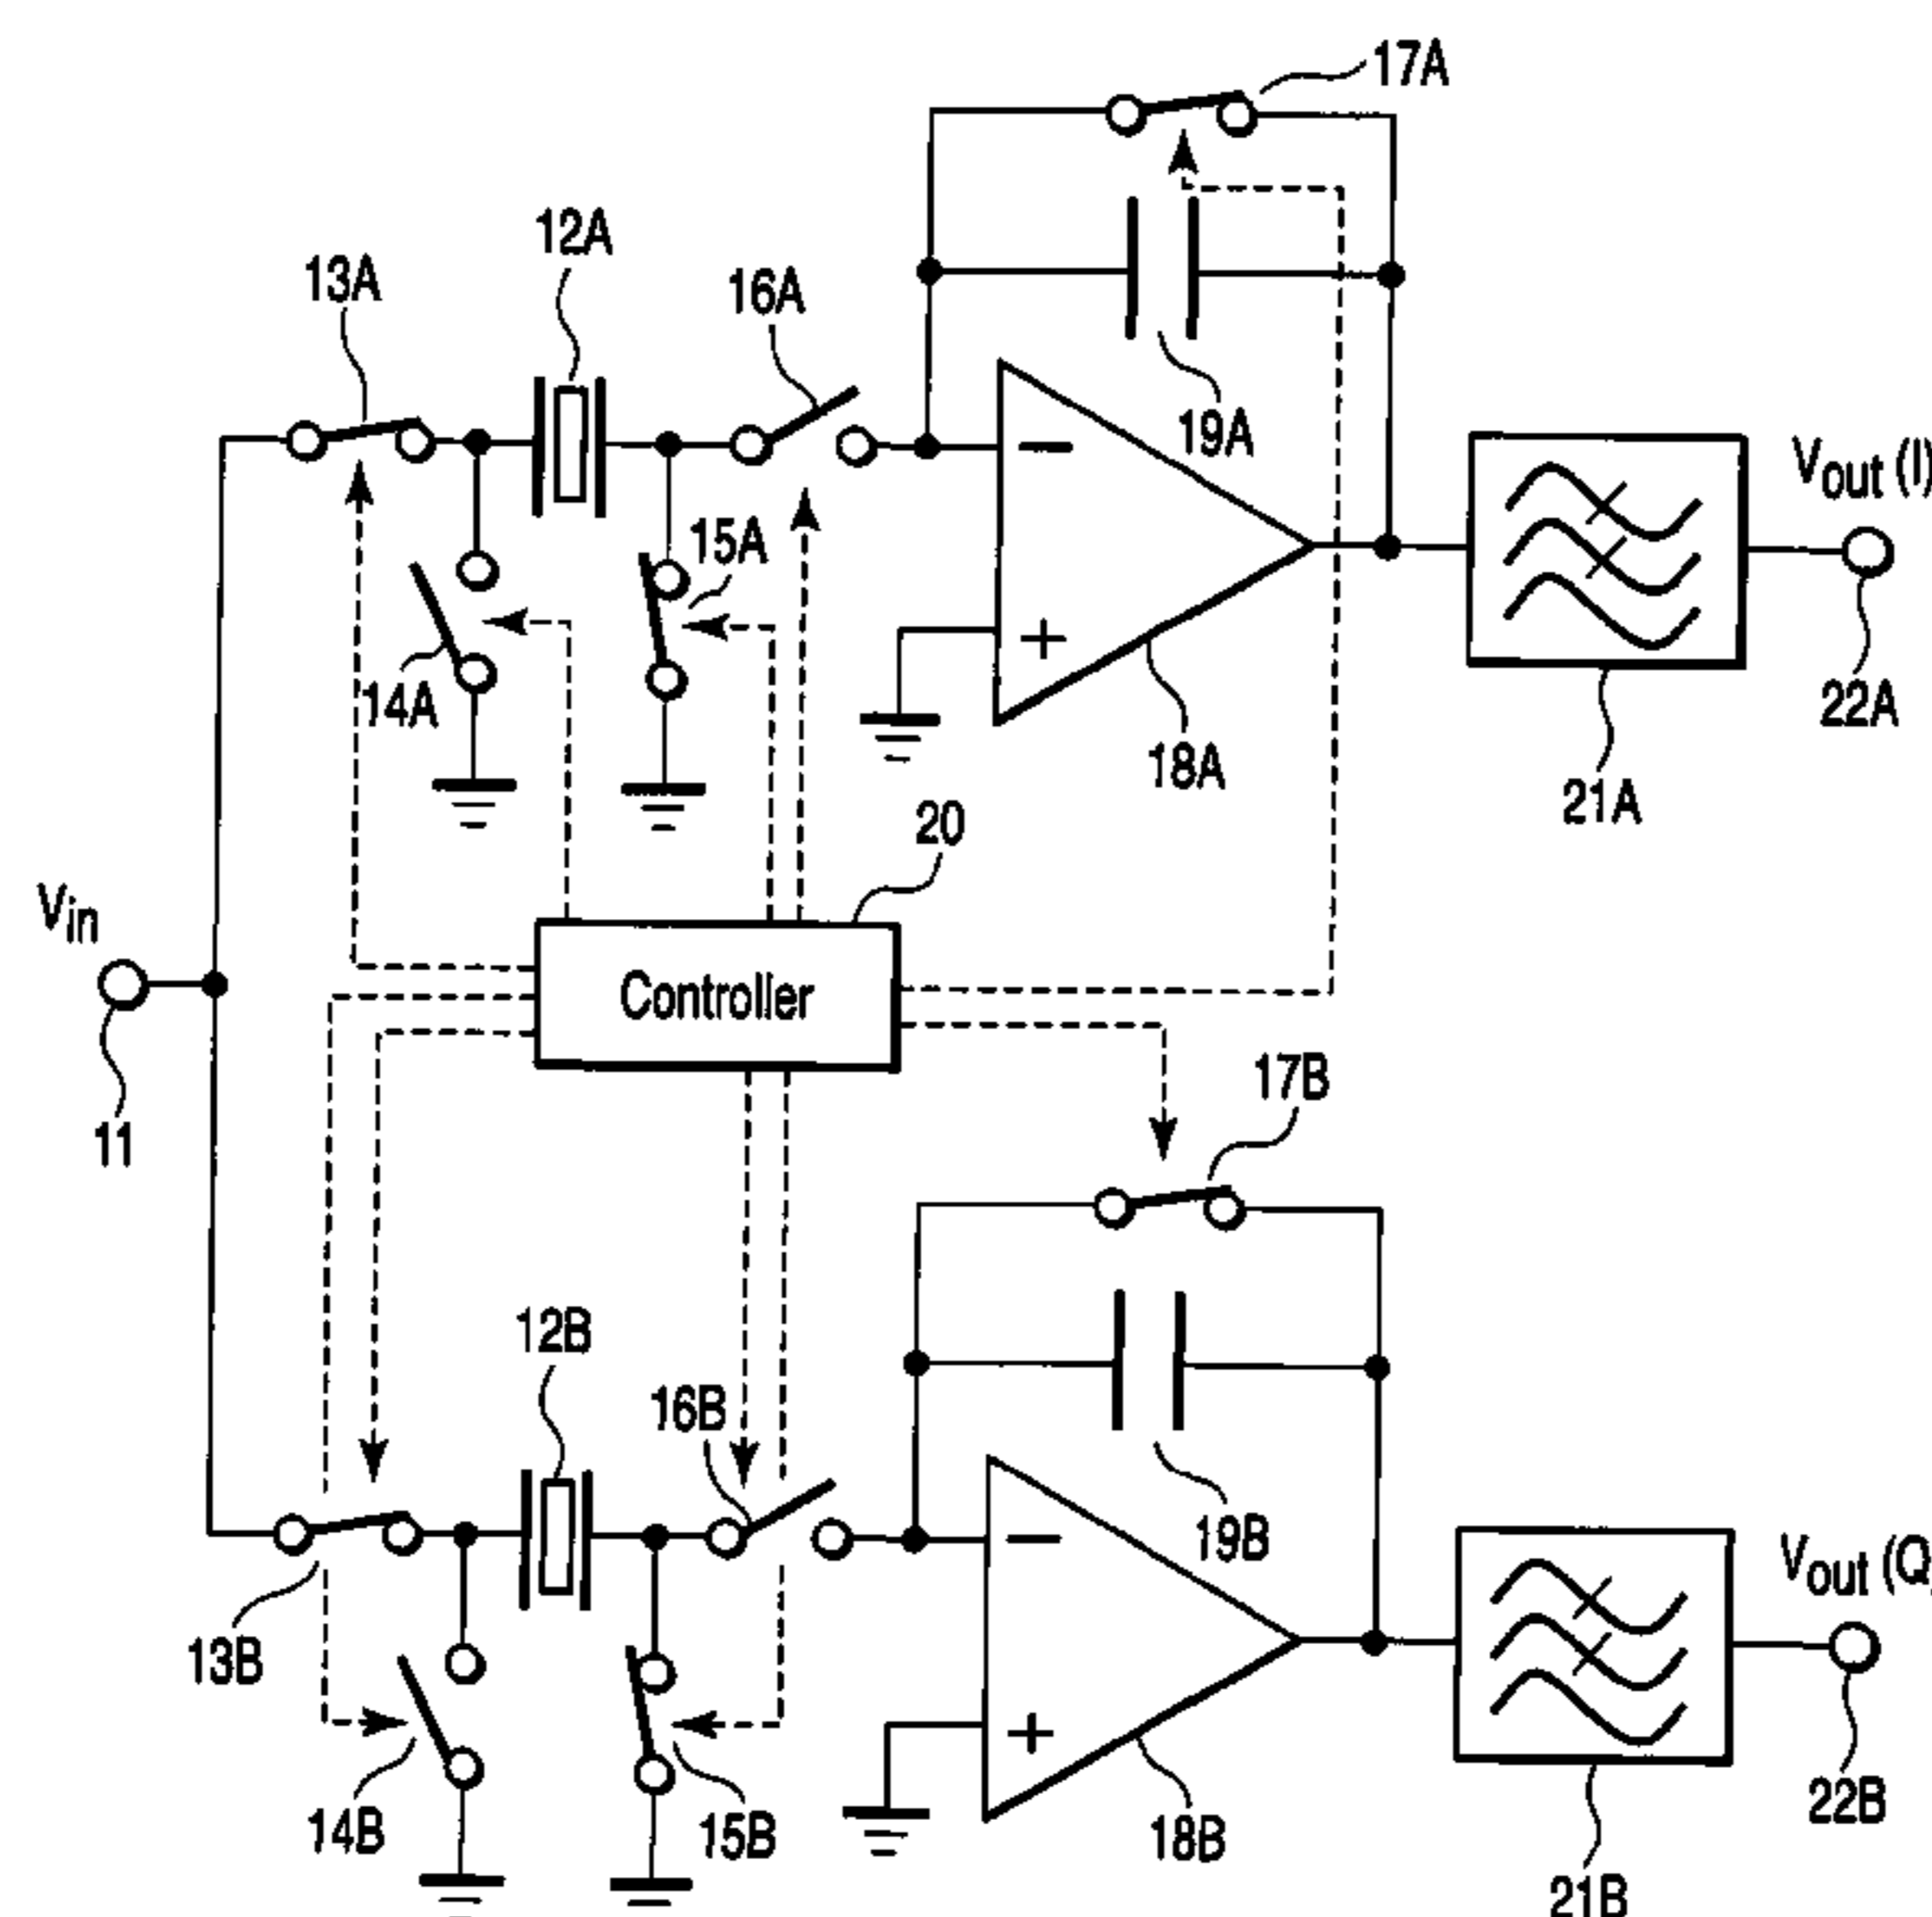 17A
12A
13A
16A
19A
Vout (I)
15A
14A
22A
18A
21A
20
Vin
Controller
11
17B
12B
16B
19B
Vout (Q
13B
14B
15B
18B
22B
21B